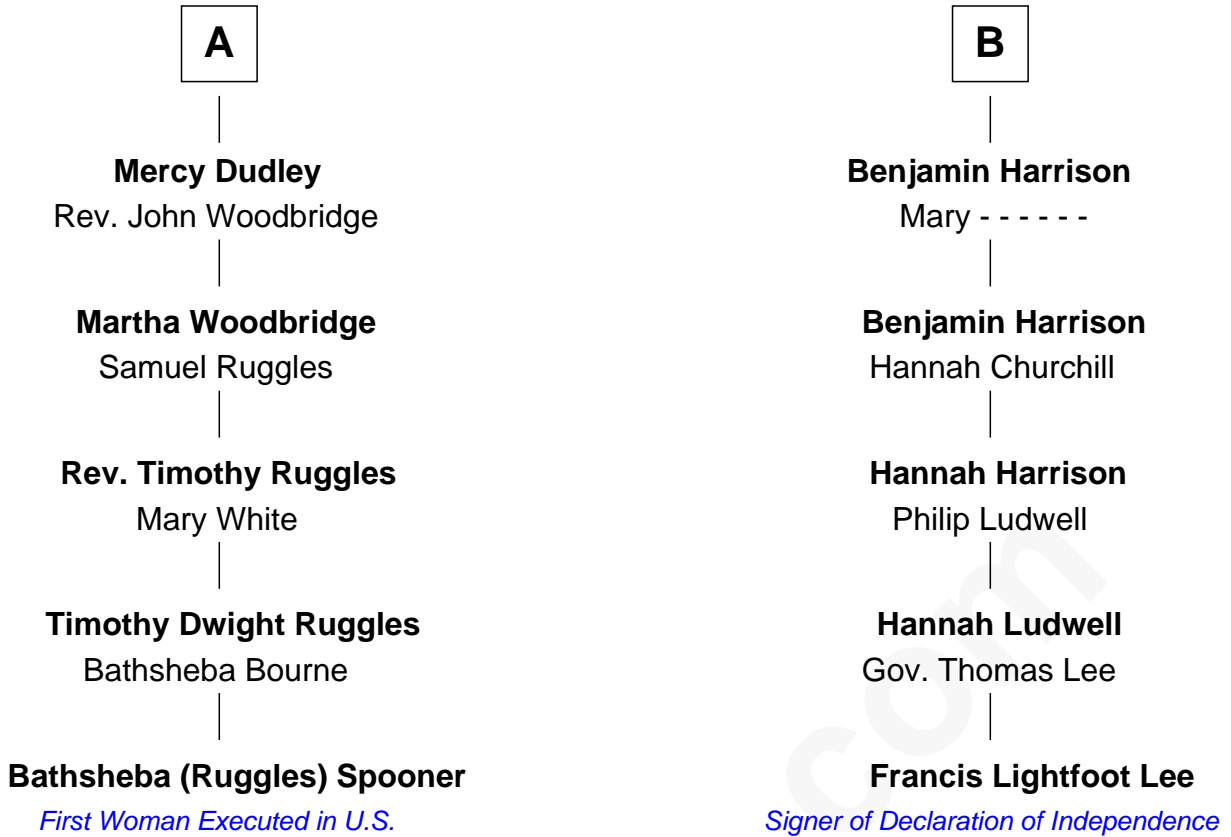 A
Mercy Dudley
Rev. John Woodbridge
Martha Woodbridge
Samuel Ruggles
Rev. Timothy Ruggles
Mary White
Timothy Dwight Ruggles
Bathsheba Bourne
Bathsheba (Ruggles) Spooner
First Woman Executed in U.S.
B
Benjamin Harrison
Mary - - - - - -
Benjamin Harrison
Hannah Churchill
Hannah Harrison
Philip Ludwell
Hannah Ludwell
Gov. Thomas Lee
Francis Lightfoot Lee
Signer of Declaration of Independence
com